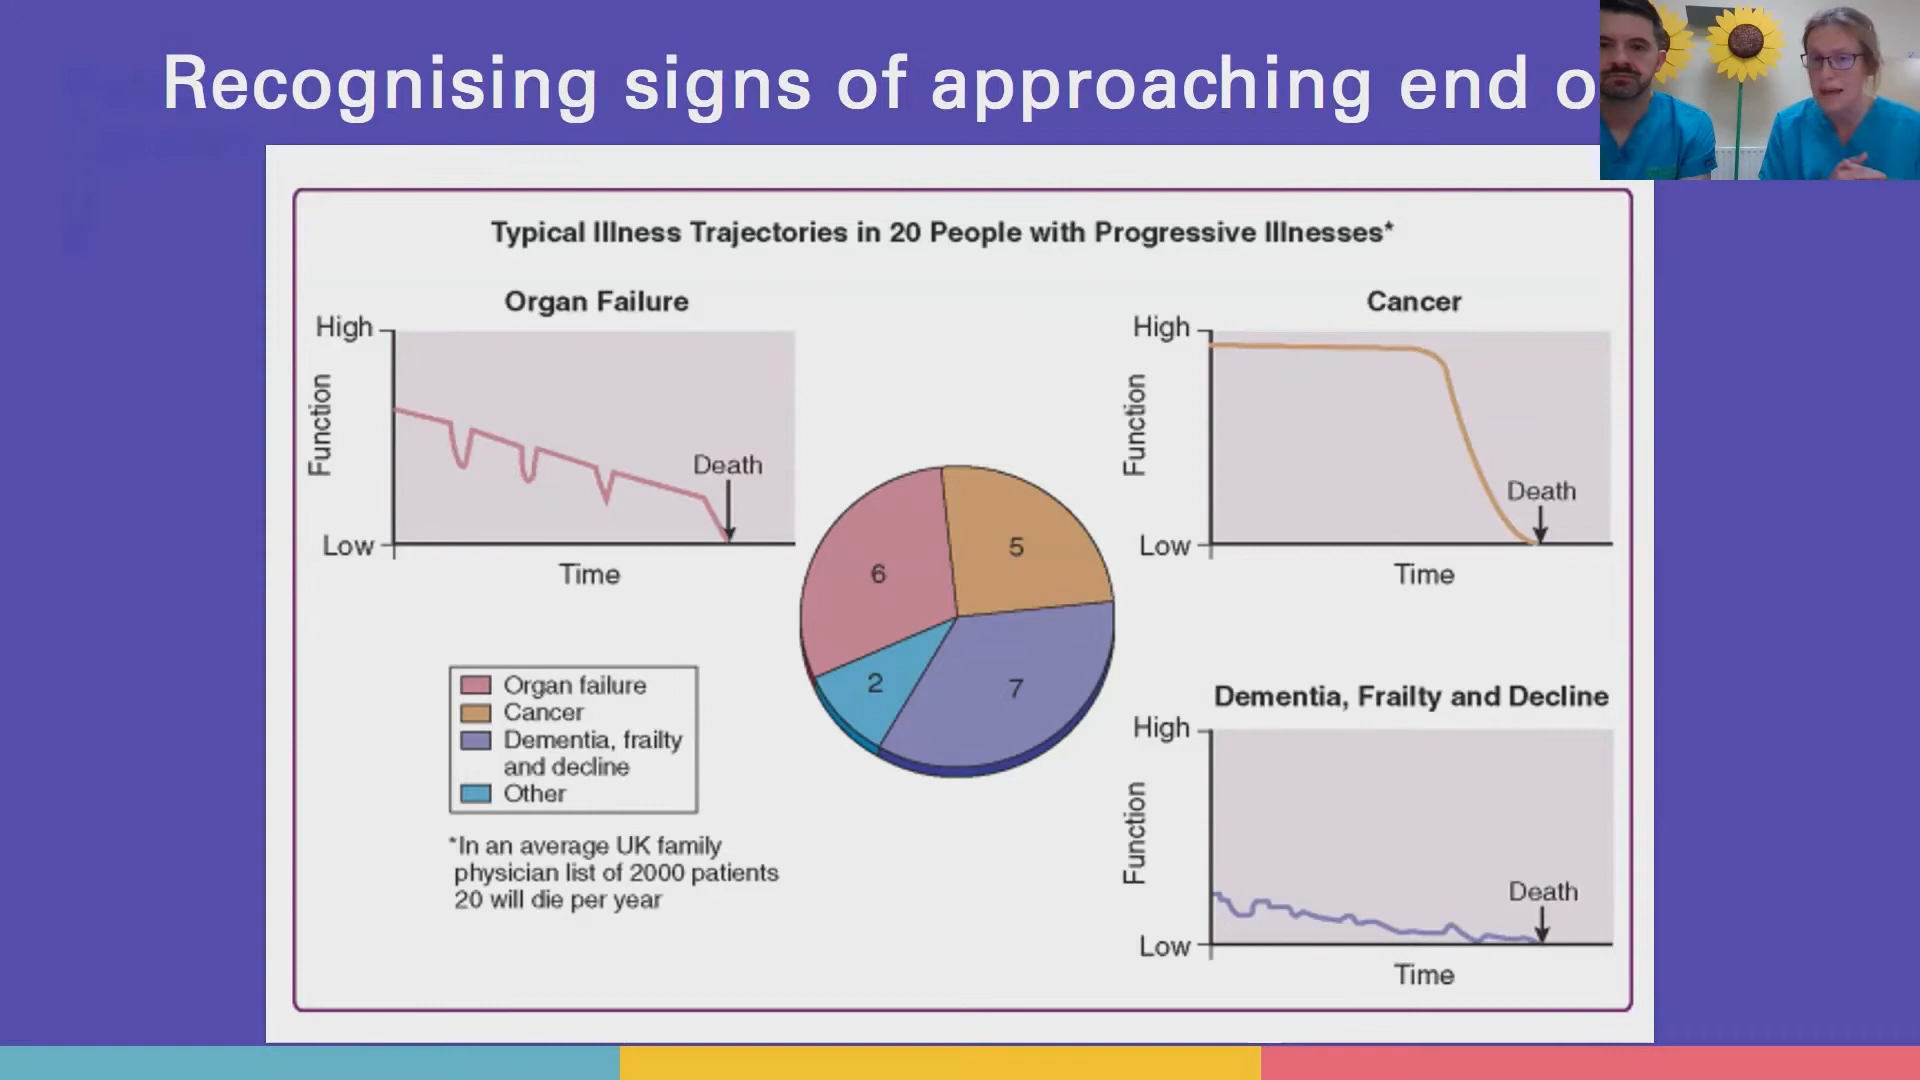 Recognising signs of approaching end o
Typical Illness Trajectories in 20 People with Progressive Illnesses*
Organ Failure
High
Function
Low
Death
Time
Cancer
High
Function
Low
Death
Time
6
5
2
7
Organ failure
Cancer
Dementia, frailty
and decline
Other
*In an average UK family
physician list of 2000 patients
20 will die per year
Dementia, Frailty and Decline
High
Function
Low
Death
Time